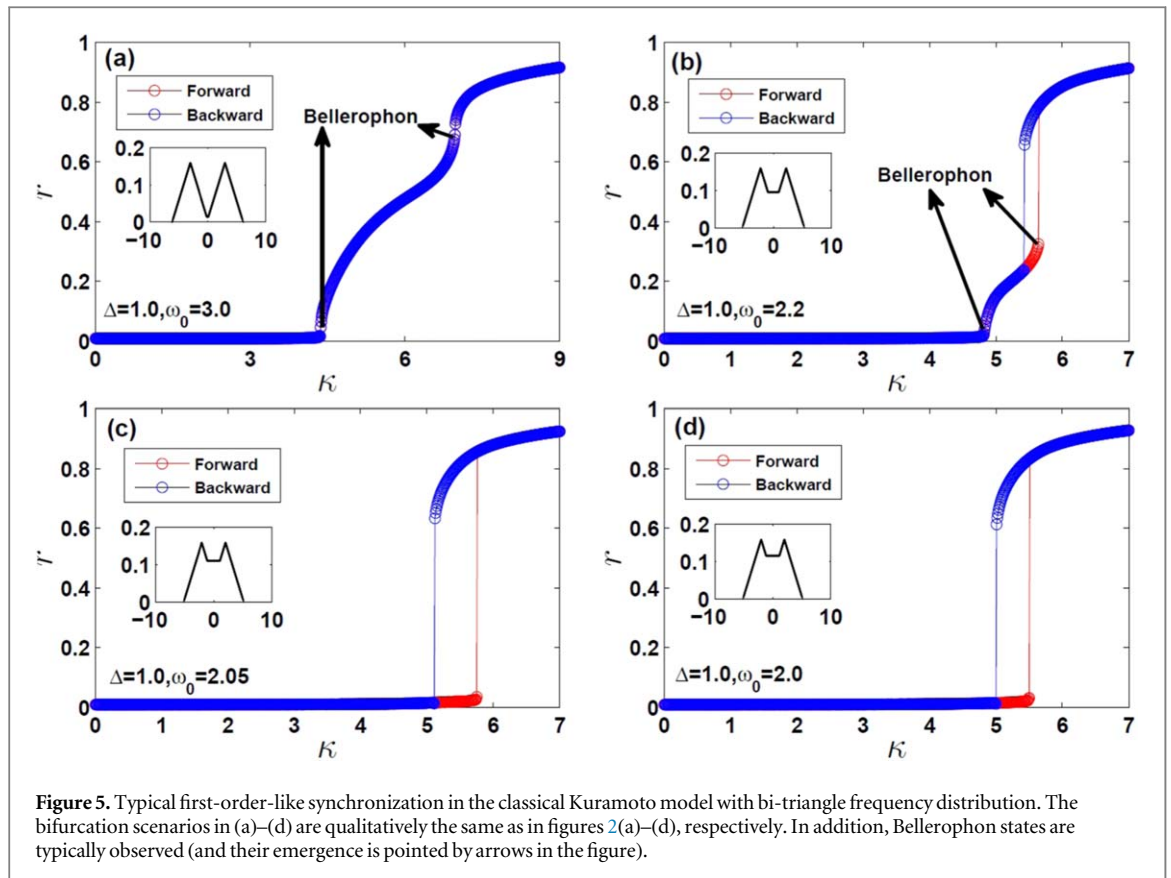 (a)
Forward
Backward
Bellerophon
0.2
0.1
0
−10 0 10
Δ=1.0,ω0=3.0
1
0.8
0.6
0.4
0.2
0
r
0 3 6 9
κ
(b)
Forward
Backward
Bellerophon
0.2
0.1
0
−10 0 10
Δ=1.0,ω0=2.2
1
0.8
0.6
0.4
0.2
0
r
0 1 2 3 4 5 6 7
κ
(c)
Forward
Backward
0.2
0.1
0
−10 0 10
Δ=1.0,ω0=2.05
1
0.8
0.6
0.4
0.2
0
r
0 1 2 3 4 5 6 7
κ
(d)
Forward
Backward
0.2
0.1
0
−10 0 10
Δ=1.0,ω0=2.0
1
0.8
0.6
0.4
0.2
0
r
0 1 2 3 4 5 6 7
κ
Figure 5. Typical first-order-like synchronization in the classical Kuramoto model with bi-triangle frequency distribution. The
bifurcation scenarios in (a)–(d) are qualitatively the same as in figures 2(a)–(d), respectively. In addition, Bellerophon states are
typically observed (and their emergence is pointed by arrows in the figure).